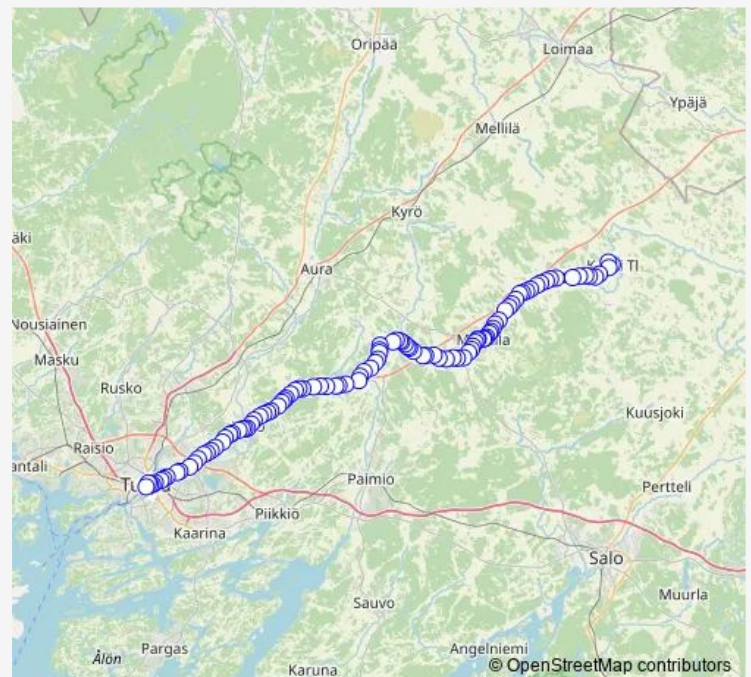 Oripää
Loimaa
Ypäjä
Mellilä
Kyrö
äki
Aura
TI
Nousiainen
Masku
Rusko
Kuusjoki
Raisio
antali
Paimio
Pertteli
Piikkiö
Kaarina
Salo
Sauvo
Muurla
Pargas
Ålön
Angelniemi
Karuna
© OpenStreetMap contributors